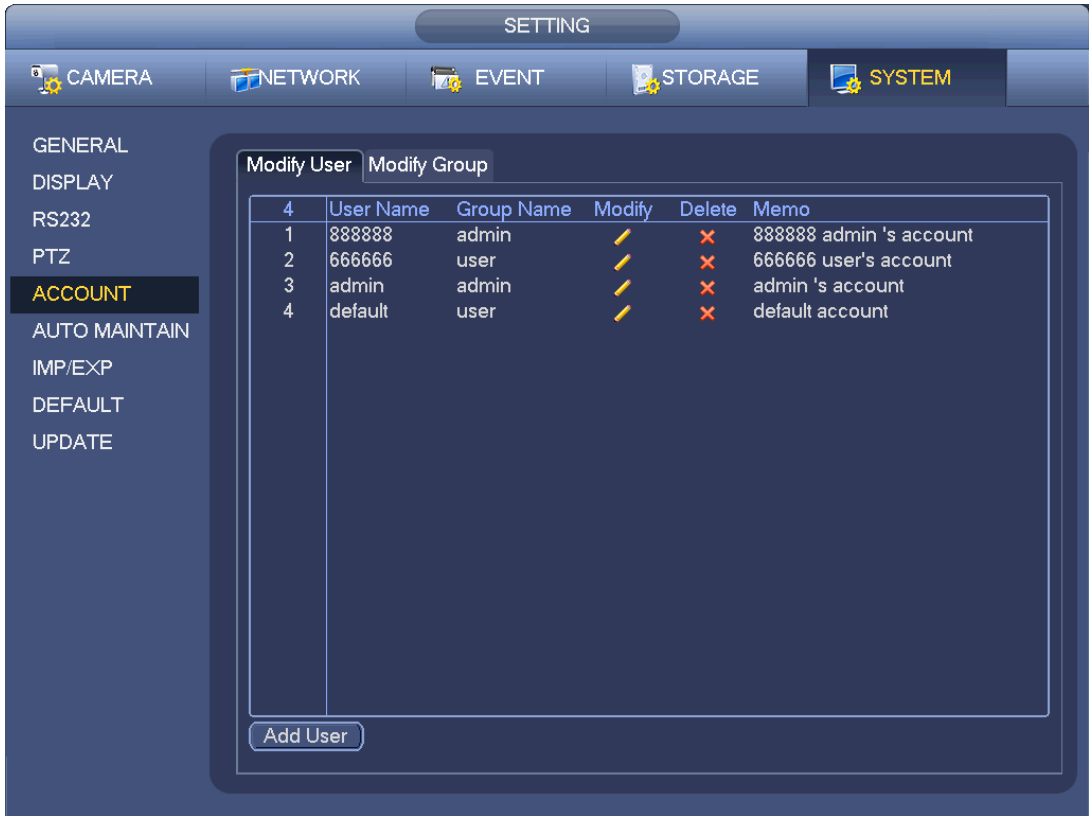 SETTING
CAMERA NETWORK EVENT STORAGE SYSTEM
GENERAL
DISPLAY
RS232
PTZ
ACCOUNT
AUTO MAINTAIN
IMP/EXP
DEFAULT
UPDATE
Modify User Modify Group
4 User Name Group Name Modify Delete Memo
1 888888 admin 888888 admin 's account
2 666666 user 666666 user's account
3 admin admin admin 's account
4 default user default account
Add User